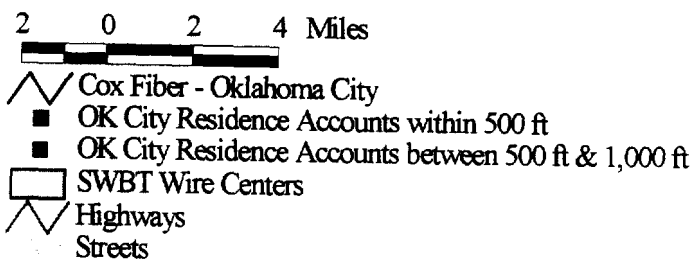 2 0 2 4 Miles
Cox Fiber - Oklahoma City
OK City Residence Accounts within 500 ft
OK City Residence Accounts between 500 ft & 1,000 ft
SWBT Wire Centers
Highways
Streets